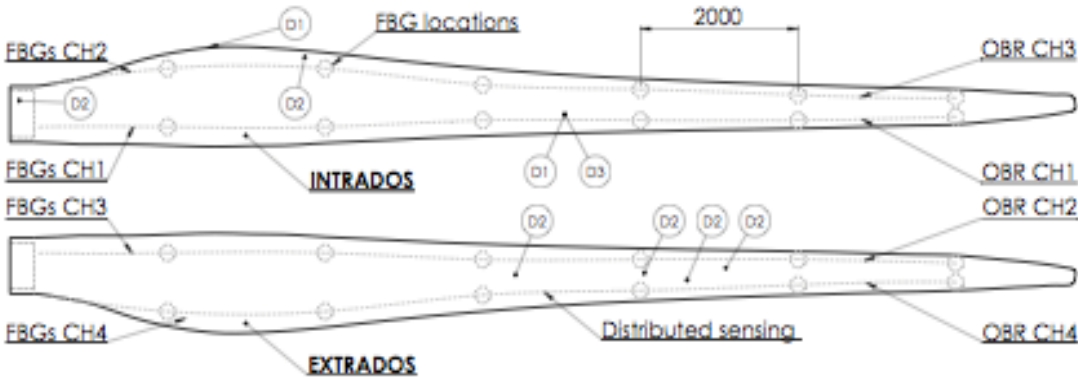 D1
FBG locations
2000
FBGs CH2
OBR CH3
D2
D2
FBGs CH1
INTRADOS
D1
D3
OBR CH1
FBGs CH3
OBR CH2
D2
D2
D2
D2
FBGs CH4
Distributed sensing
OBR CH4
EXTRADOS